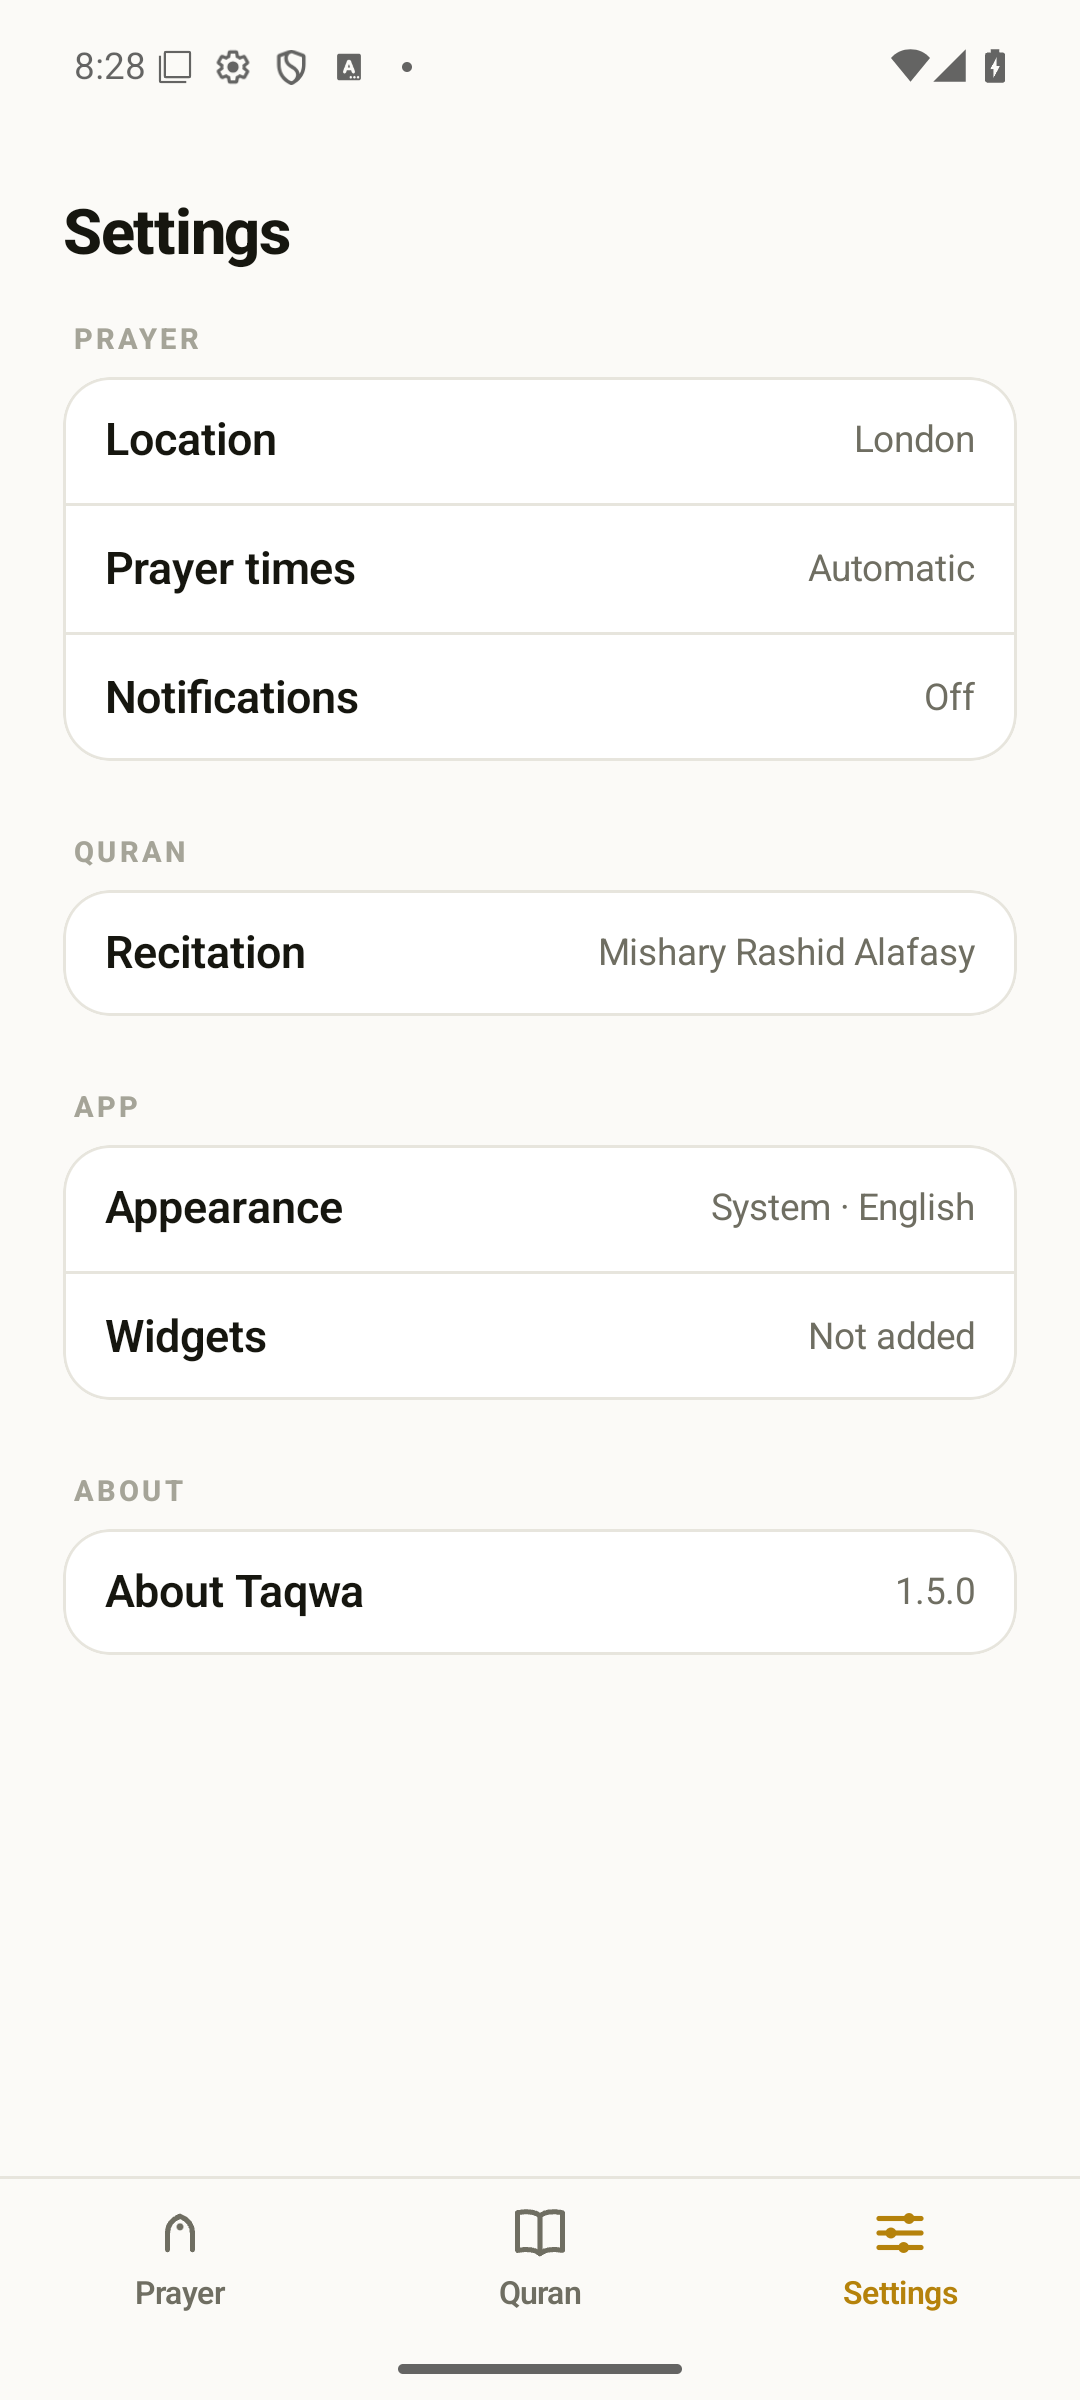 8:28
Settings
PRAYER
Location London
Prayer times Automatic
Notifications Off
QURAN
Recitation Mishary Rashid Alafasy
APP
Appearance System · English
Widgets Not added
ABOUT
About Taqwa 1.5.0
Prayer Quran Settings